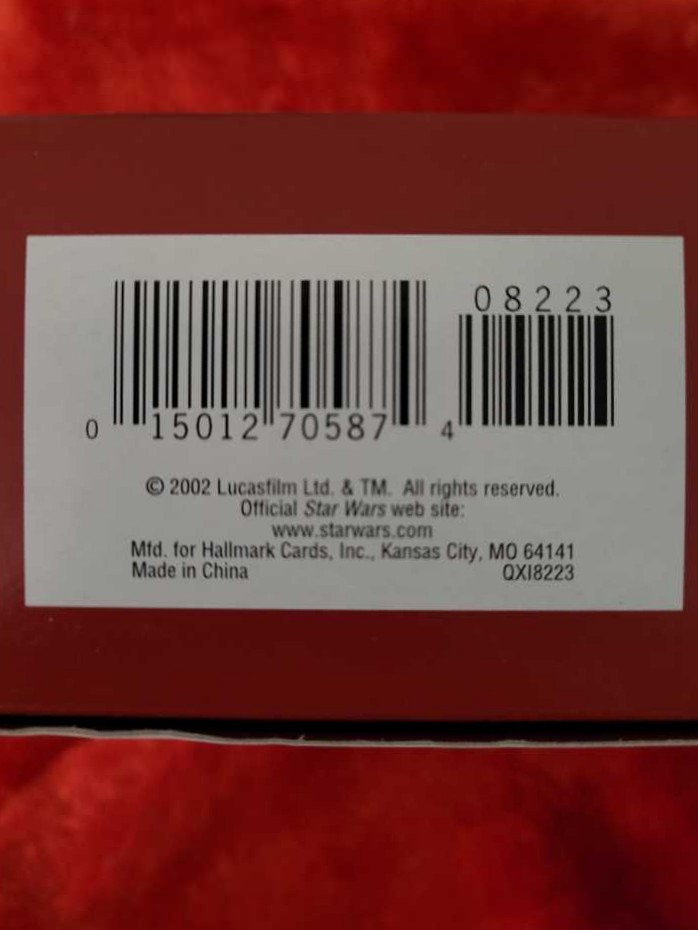 08223
0 15012 70587 4
© 2002 Lucasfilm Ltd. & TM. All rights reserved.
Official Star Wars web site:
www.starwars.com
Mfd. for Hallmark Cards, Inc., Kansas City, MO 64141
Made in China QXI8223